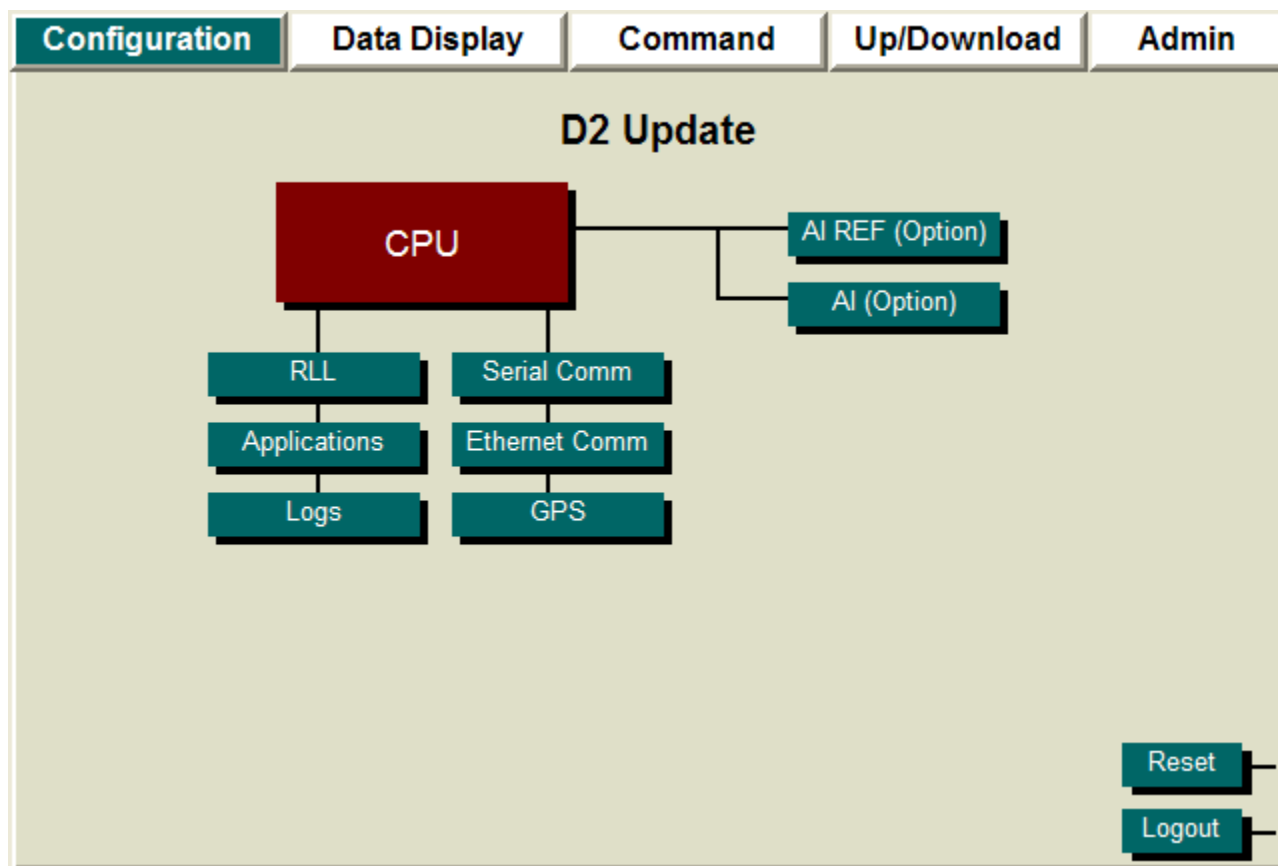 Configuration
Data Display
Command
Up/Download
Admin
D2 Update
CPU
AI REF (Option)
AI (Option)
RLL
Serial Comm
Applications
Ethernet Comm
Logs
GPS
Reset
Logout